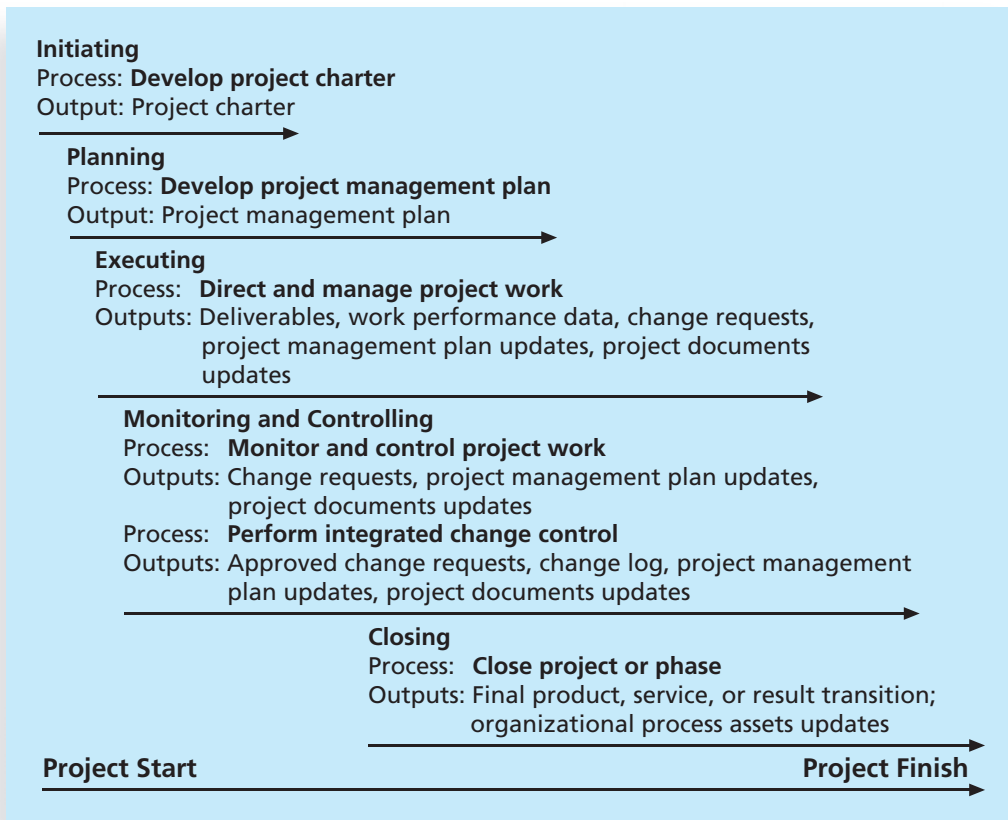 Initiating
Process: Develop project charter
Output: Project charter
Planning
Process: Develop project management plan
Output: Project management plan
Executing
Process: Direct and manage project work
Outputs: Deliverables, work performance data, change requests,
project management plan updates, project documents
updates
Monitoring and Controlling
Process: Monitor and control project work
Outputs: Change requests, project management plan updates,
project documents updates
Process: Perform integrated change control
Outputs: Approved change requests, change log, project management
plan updates, project documents updates
Closing
Process: Close project or phase
Outputs: Final product, service, or result transition;
organizational process assets updates
Project Start Project Finish